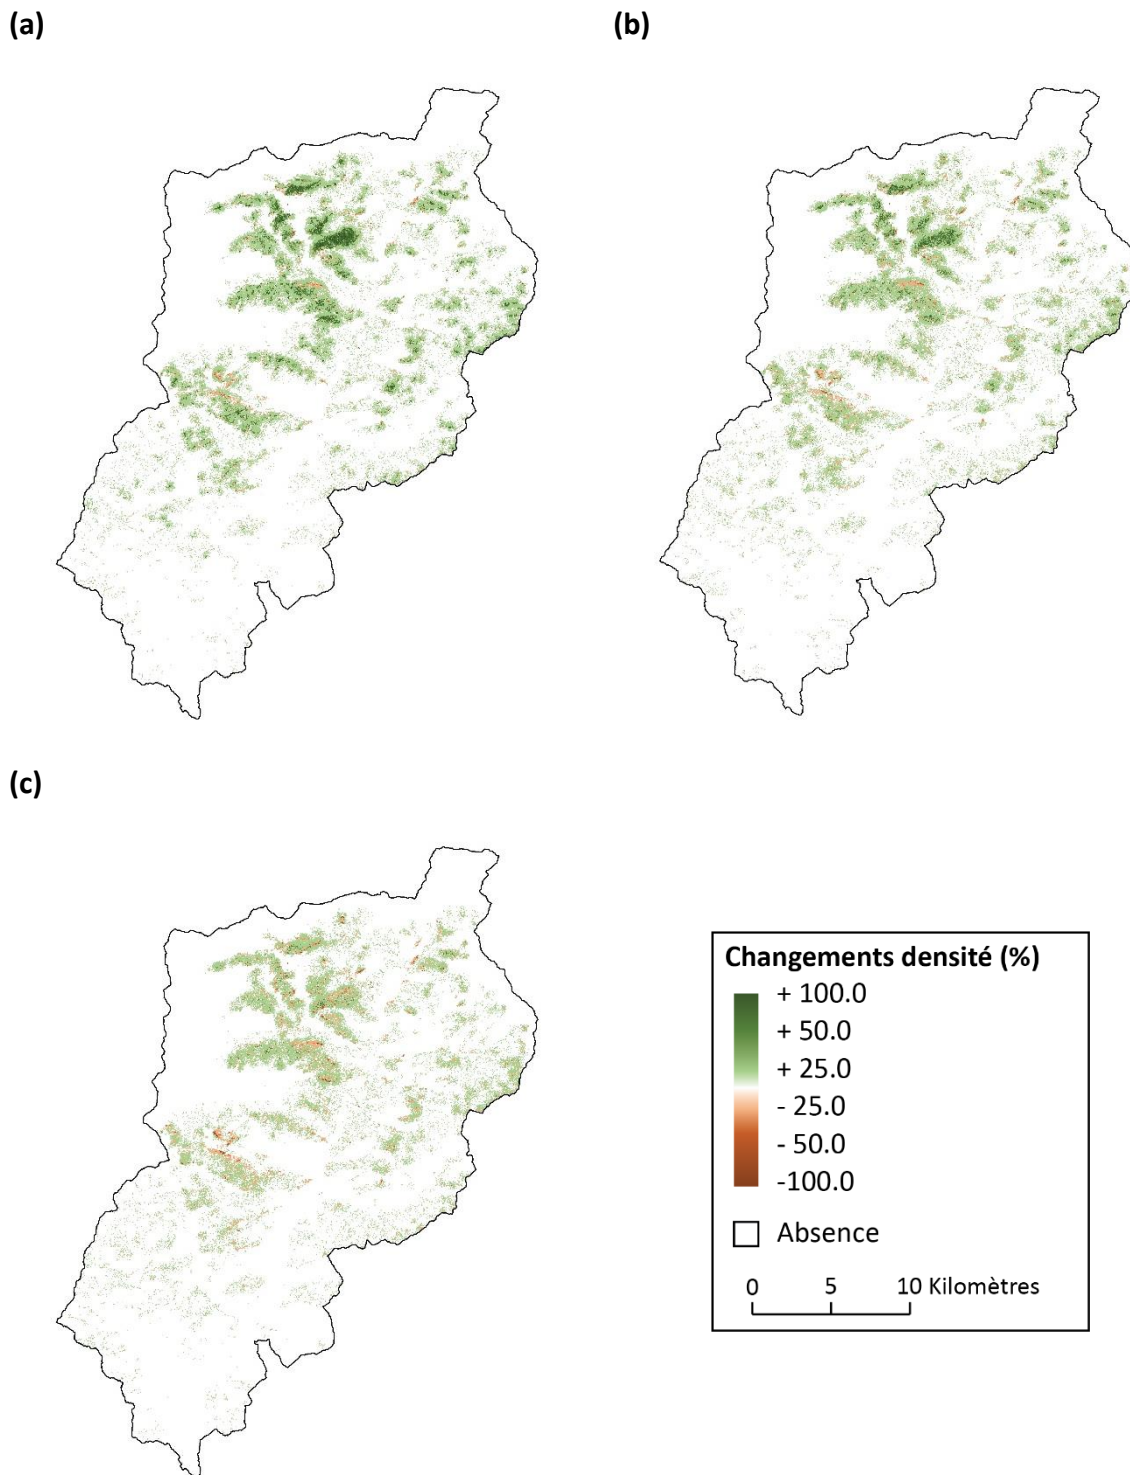 (a)
(b)
(c)
Changements densité (%)
+ 100.0
+ 50.0
+ 25.0
- 25.0
- 50.0
-100.0
Absence
0 5 10 Kilomètres